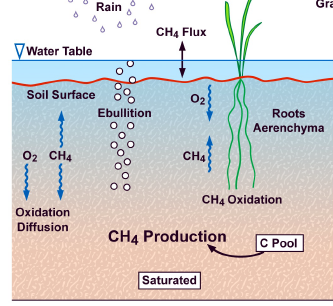 Gra
Rain
CH4 Flux
Water Table
Soil Surface
Ebullition
O2
Roots
Aerenchyma
O2
CH4
CH4
CH4 Oxidation
Oxidation
Diffusion
CH4 Production
C Pool
Saturated